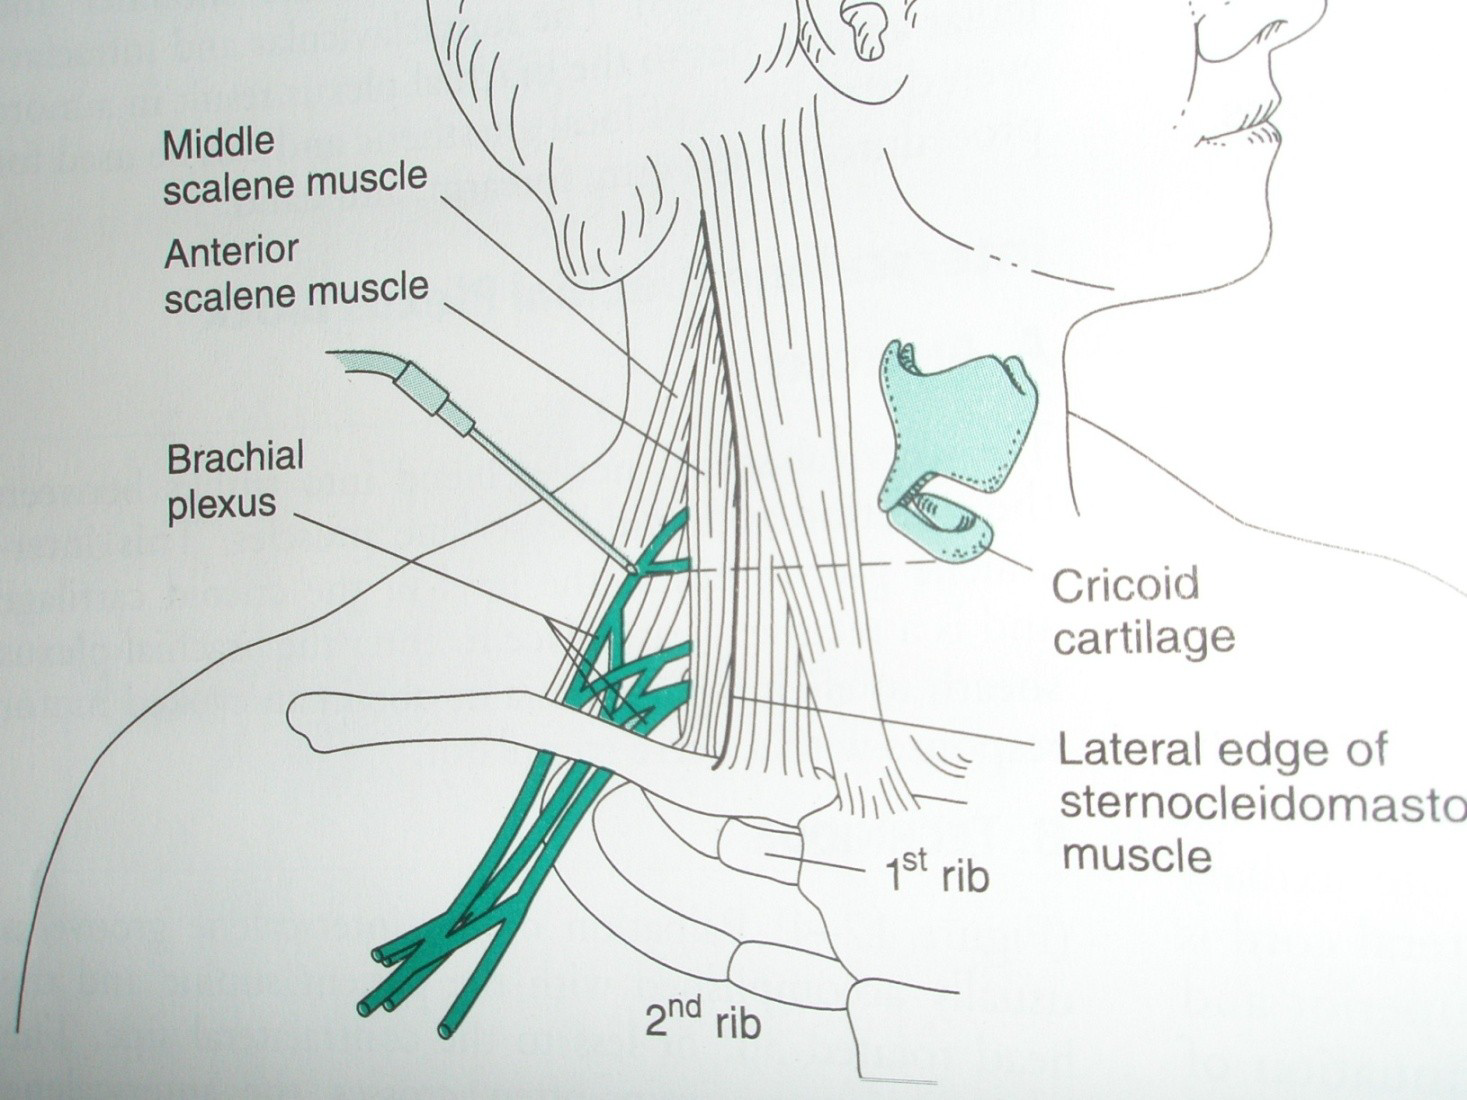 Middle
scalene muscle
Anterior
scalene muscle
Brachial
plexus
Cricoid
cartilage
Lateral edge of
sternocleidomasto
muscle
1st rib
2nd rib